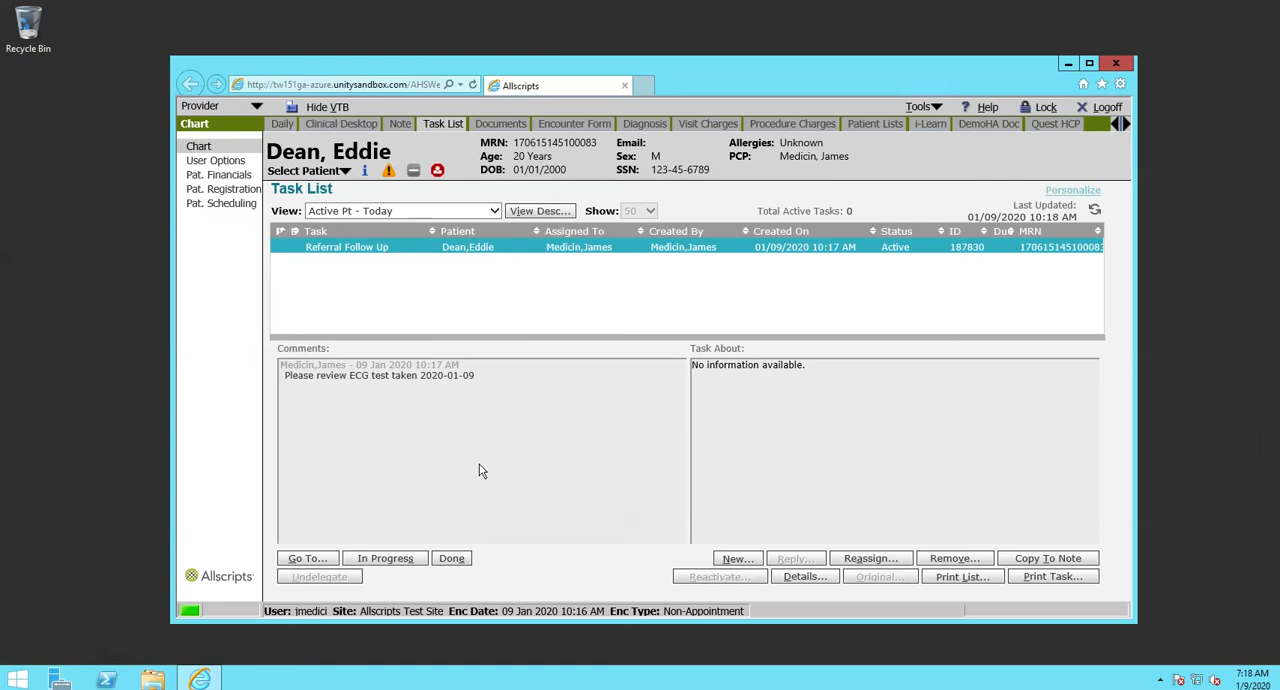 Recycle Bin
http://tw151ga-azure.unitysandbox.com/AHSWe
Allscripts
Provider Hide VTB Tools Help Lock Logoff
Chart Daily Clinical Desktop Note Task List Documents Encounter Form Diagnosis Visit Charges Procedure Charges Patient Lists i-Learn DemoHA Doc Quest HCP
Chart
User Options
Pat. Financials
Pat. Registration
Pat. Scheduling
Dean, Eddie
Select Patient
MRN: 170615145100083 Email: Allergies: Unknown
Age: 20 Years Sex: M PCP: Medicin, James
DOB: 01/01/2000 SSN: 123-45-6789
Task List Personalize
View: Active Pt - Today View Desc... Show: 50 Total Active Tasks: 0 Last Updated:
01/09/2020 10:18 AM
Task Patient Assigned To Created By Created On Status ID Du MRN
Referral Follow Up Dean,Eddie Medicin,James Medicin,James 01/09/2020 10:17 AM Active 187830 170615145100083
Comments: Task About:
Medicin,James - 09 Jan 2020 10:17 AM No information available.
Please review ECG test taken 2020-01-09
Go To... In Progress Done New... Reply... Reassign... Remove... Copy To Note
Undelegate Reactivate... Details... Original... Print List... Print Task...
Allscripts
User: jmedici Site: Allscripts Test Site Enc Date: 09 Jan 2020 10:16 AM Enc Type: Non-Appointment
7:18 AM
1/9/2020